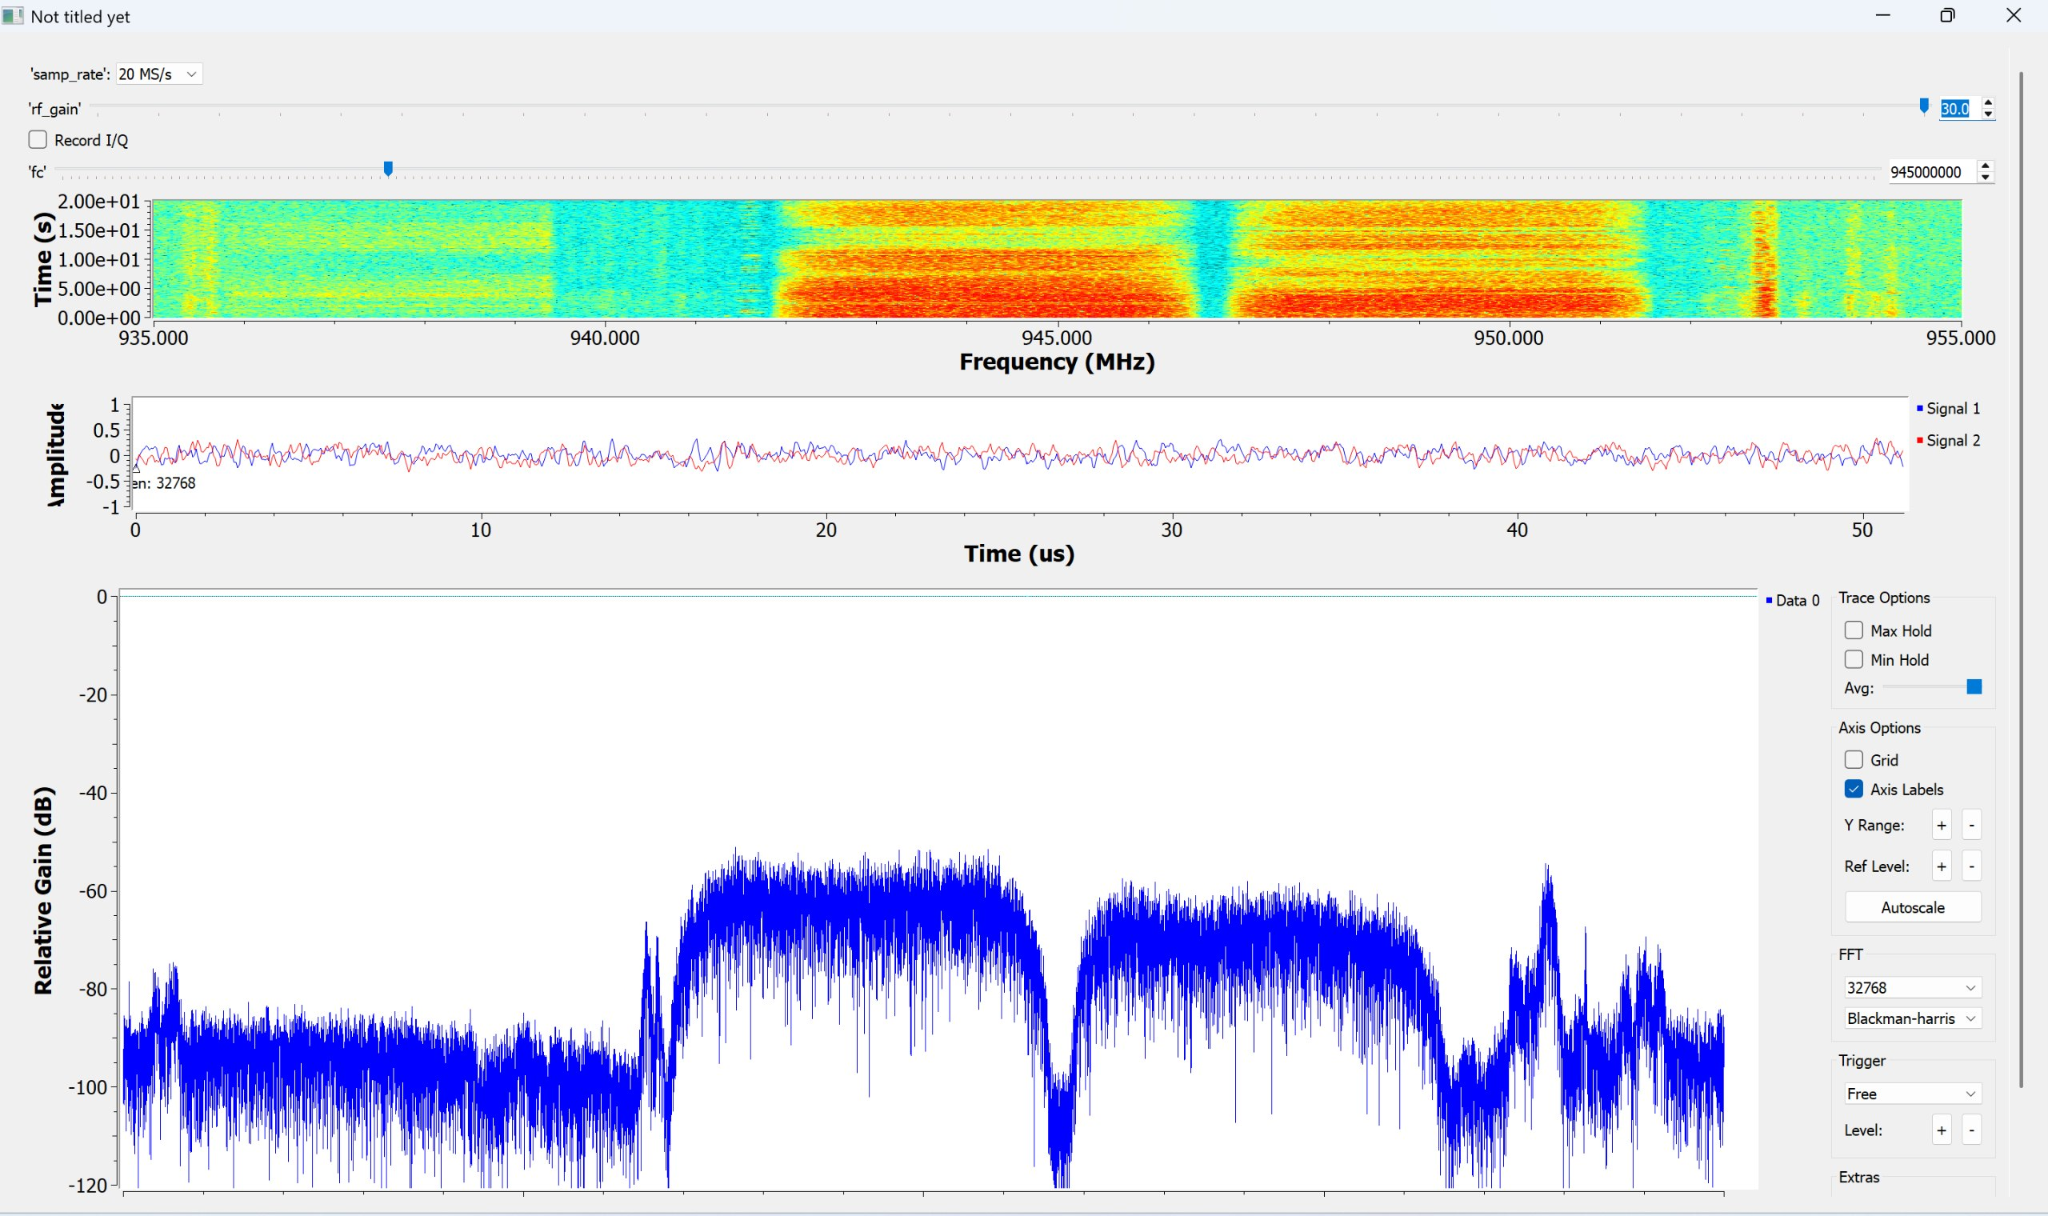 Not titled yet
'samp_rate': 20 MS/s
'rf_gain' 30.0
Record I/Q
'fc' 945000000
Time (s)
2.00e+01
1.50e+01
1.00e+01
5.00e+00
0.00e+00
935.000 940.000 945.000 950.000 955.000
Frequency (MHz)
Amplitude
1
0.5
0
-0.5
-1
en: 32768
Signal 1
Signal 2
0 10 20 30 40 50
Time (us)
Relative Gain (dB)
0
-20
-40
-60
-80
-100
-120
Data 0
Trace Options
Max Hold
Min Hold
Avg:
Axis Options
Grid
Axis Labels
Y Range: + -
Ref Level: + -
Autoscale
FFT
32768
Blackman-harris
Trigger
Free
Level: + -
Extras